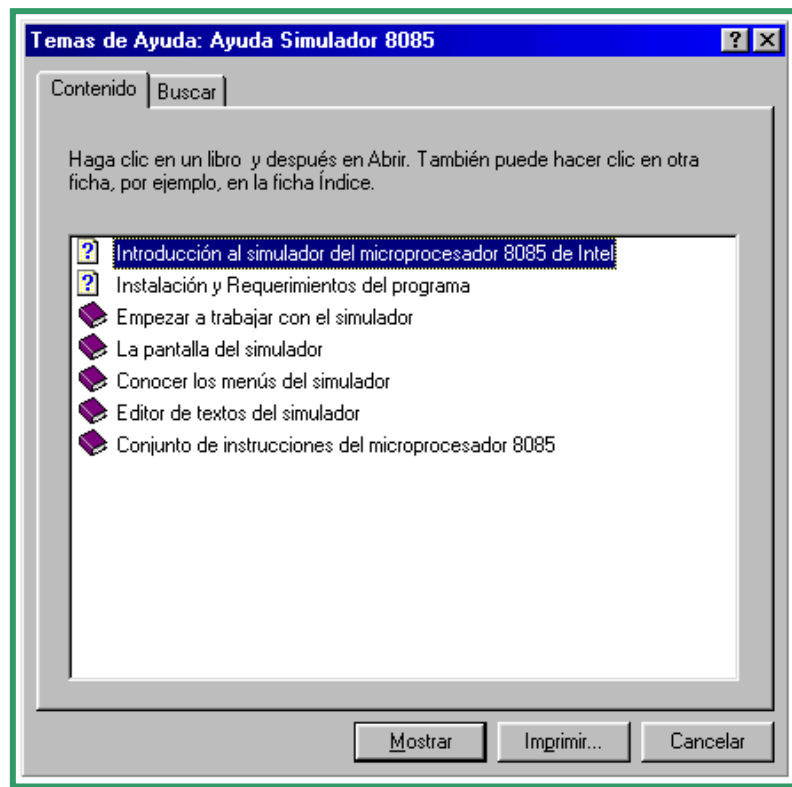 Temas de Ayuda: Ayuda Simulador 8085
Contenido
Buscar
Haga clic en un libro y después en Abrir. También puede hacer clic en otra
ficha, por ejemplo, en la ficha Índice.
Introducción al simulador del microprocesador 8085 de Intel
Instalación y Requerimientos del programa
Empezar a trabajar con el simulador
La pantalla del simulador
Conocer los menús del simulador
Editor de textos del simulador
Conjunto de instrucciones del microprocesador 8085
Mostrar
Imprimir...
Cancelar